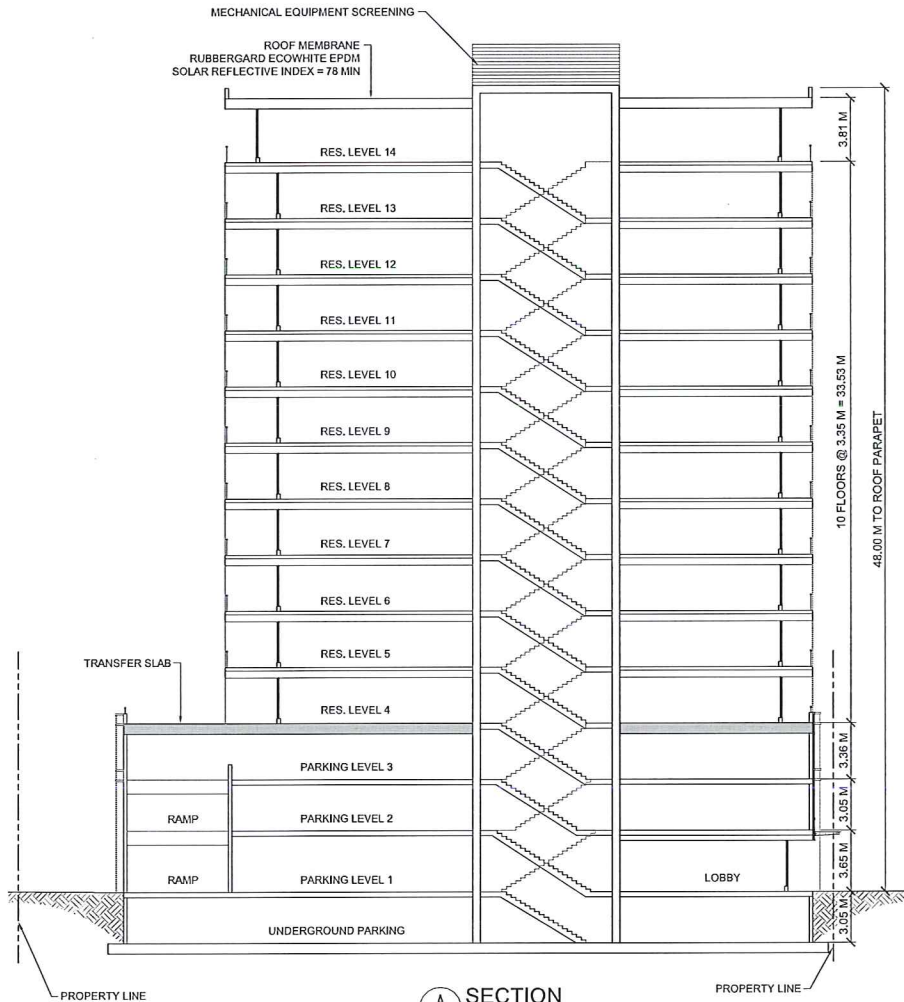 MECHANICAL EQUIPMENT SCREENING
ROOF MEMBRANE
RUBBERGARD ECOWHITE EPDM
SOLAR REFLECTIVE INDEX = 78 MIN
3.81 M
RES. LEVEL 14
RES. LEVEL 13
RES. LEVEL 12
RES. LEVEL 11
RES. LEVEL 10
RES. LEVEL 9
RES. LEVEL 8
RES. LEVEL 7
RES. LEVEL 6
RES. LEVEL 5
RES. LEVEL 4
10 FLOORS @ 3.35 M = 33.53 M
48.00 M TO ROOF PARAPET
TRANSFER SLAB
PARKING LEVEL 3
3.36 M
RAMP
PARKING LEVEL 2
3.05 M
RAMP
PARKING LEVEL 1
LOBBY
3.65 M
UNDERGROUND PARKING
3.05 M
PROPERTY LINE
PROPERTY LINE
A
SECTION